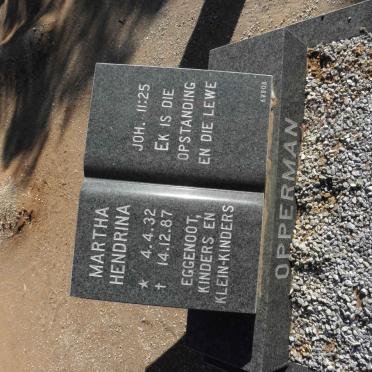 MARTHA
HENDRINA
★ 4.4.32
† 14.12.87
EGGENOOT,
KINDERS EN
KLEIN-KINDERS
JOH. 11:25
EK IS DIE
OPSTANDING
EN DIE LEWE
OPPERMAN